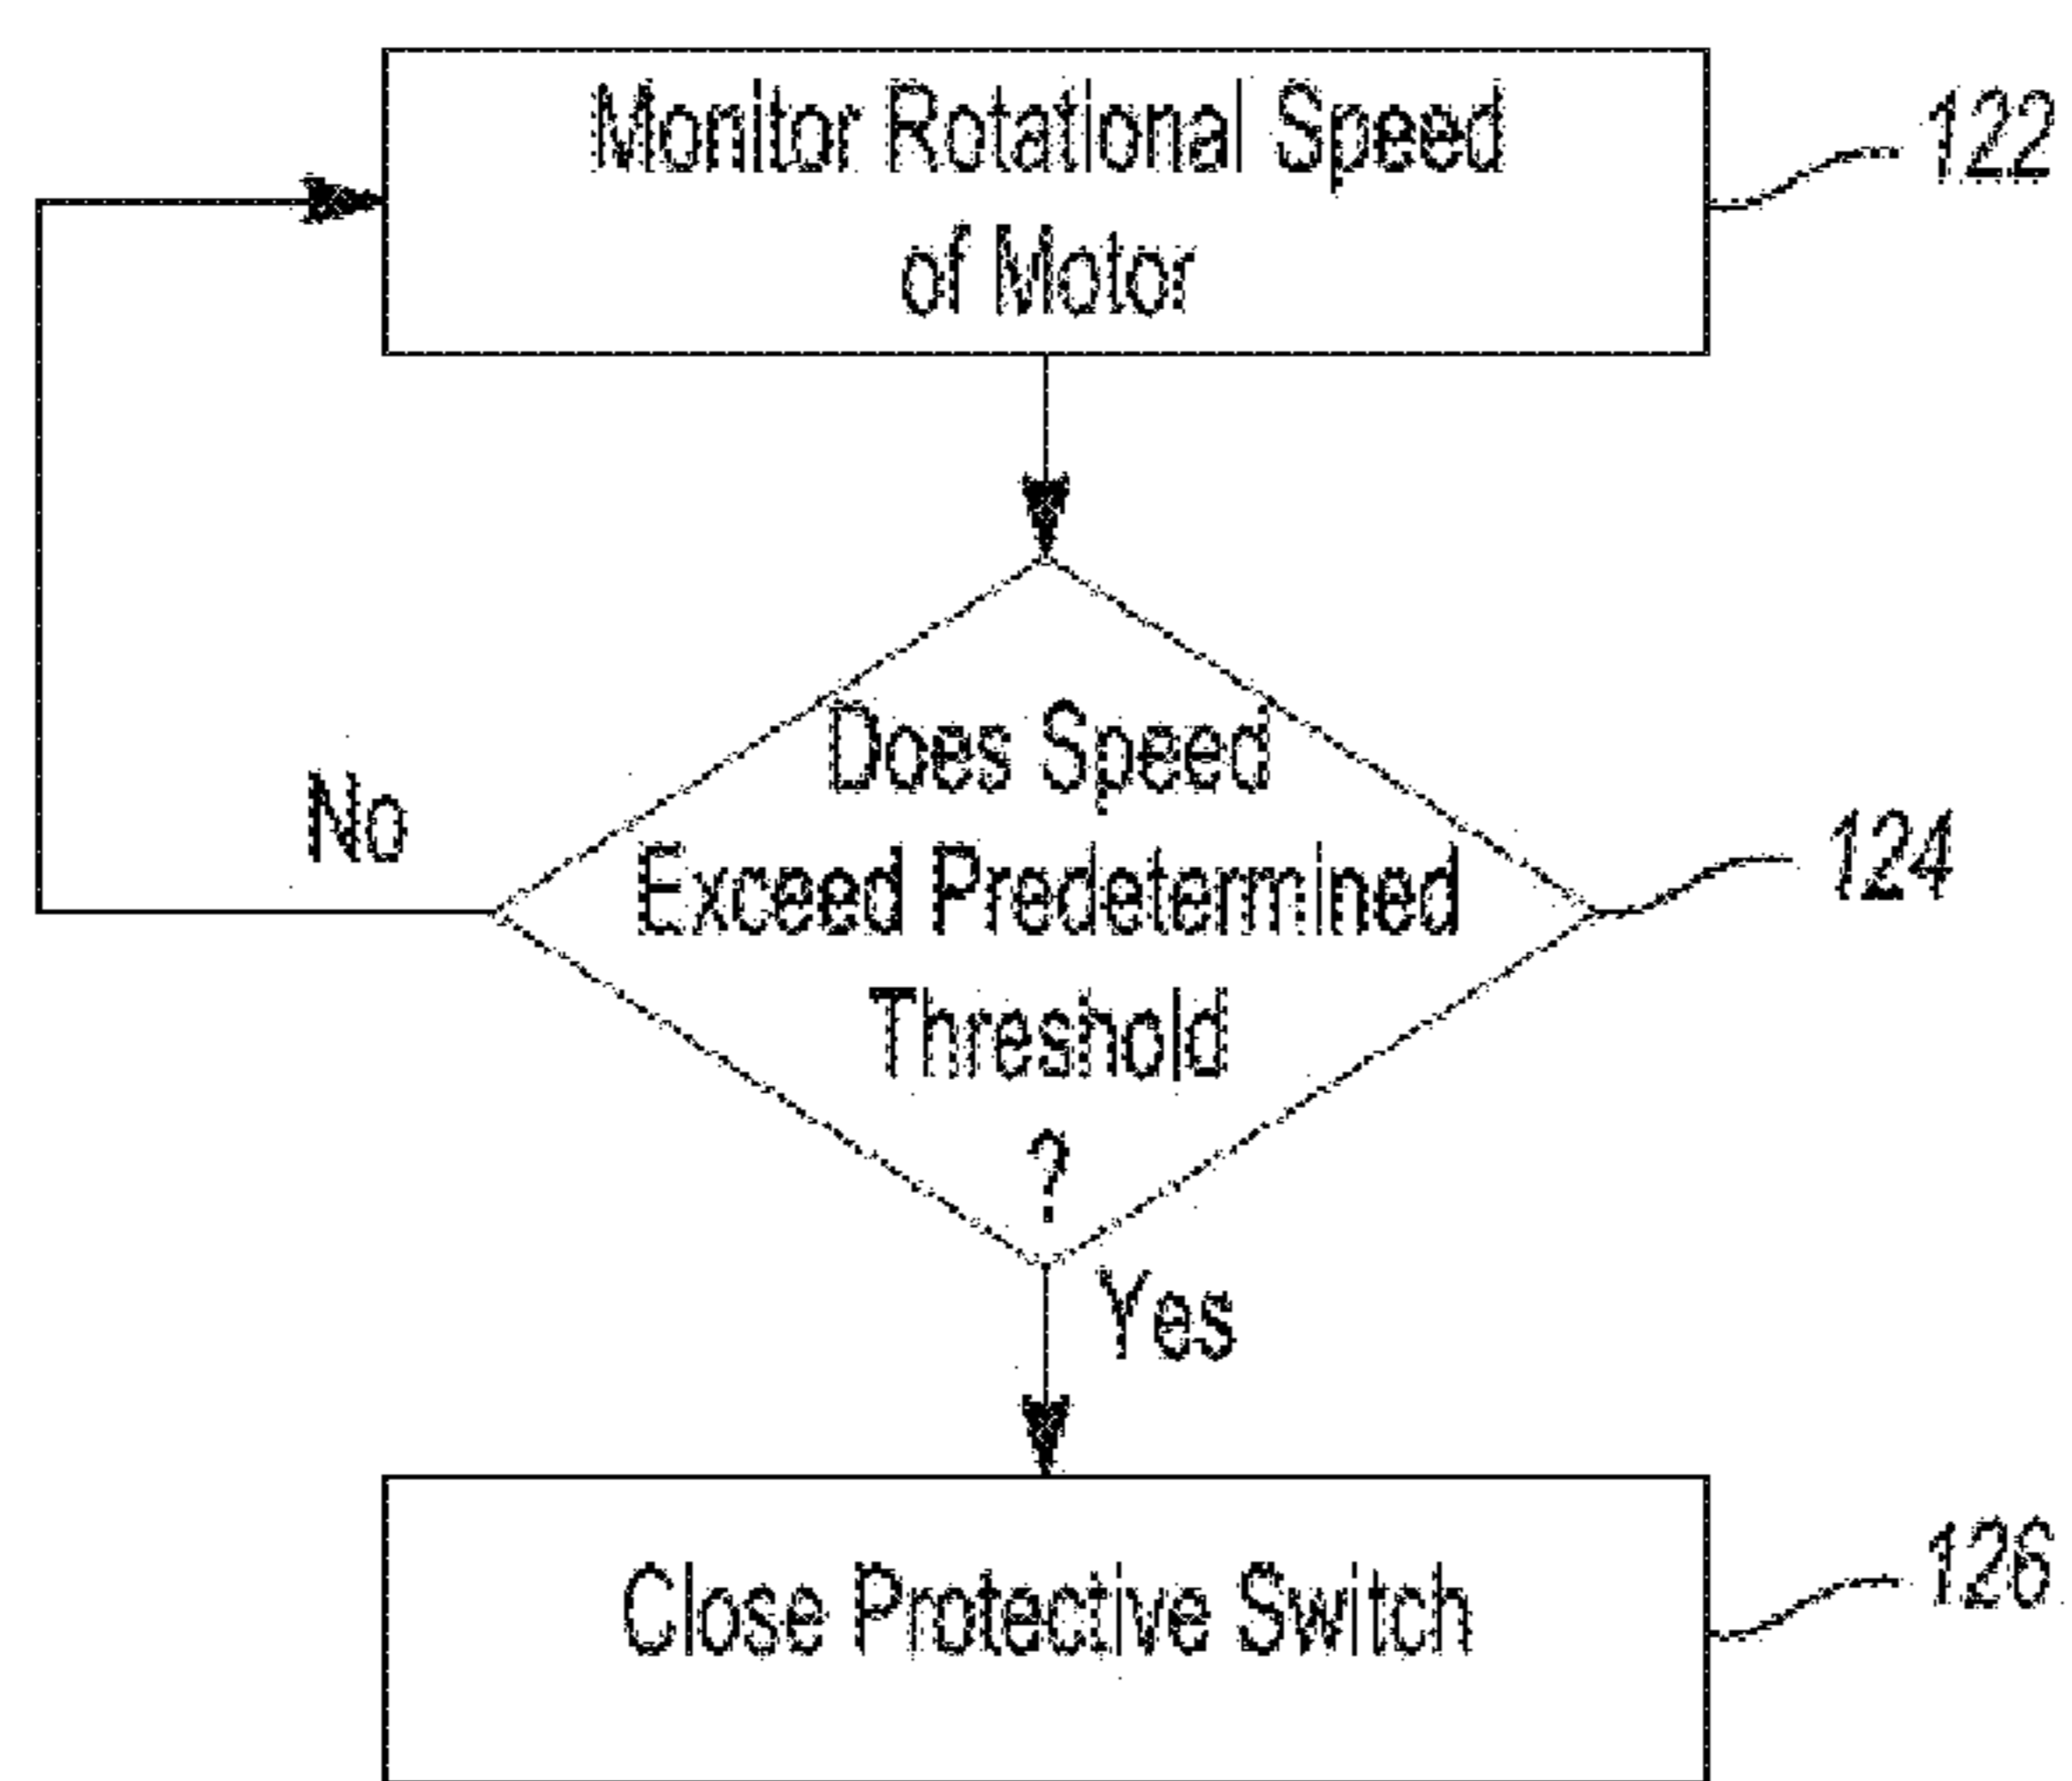 Monitor Rotational Speed
of Motor
122
Does Speed
Exceed Predetermined
Threshold
?
124
No
Yes
Close Protective Switch
126